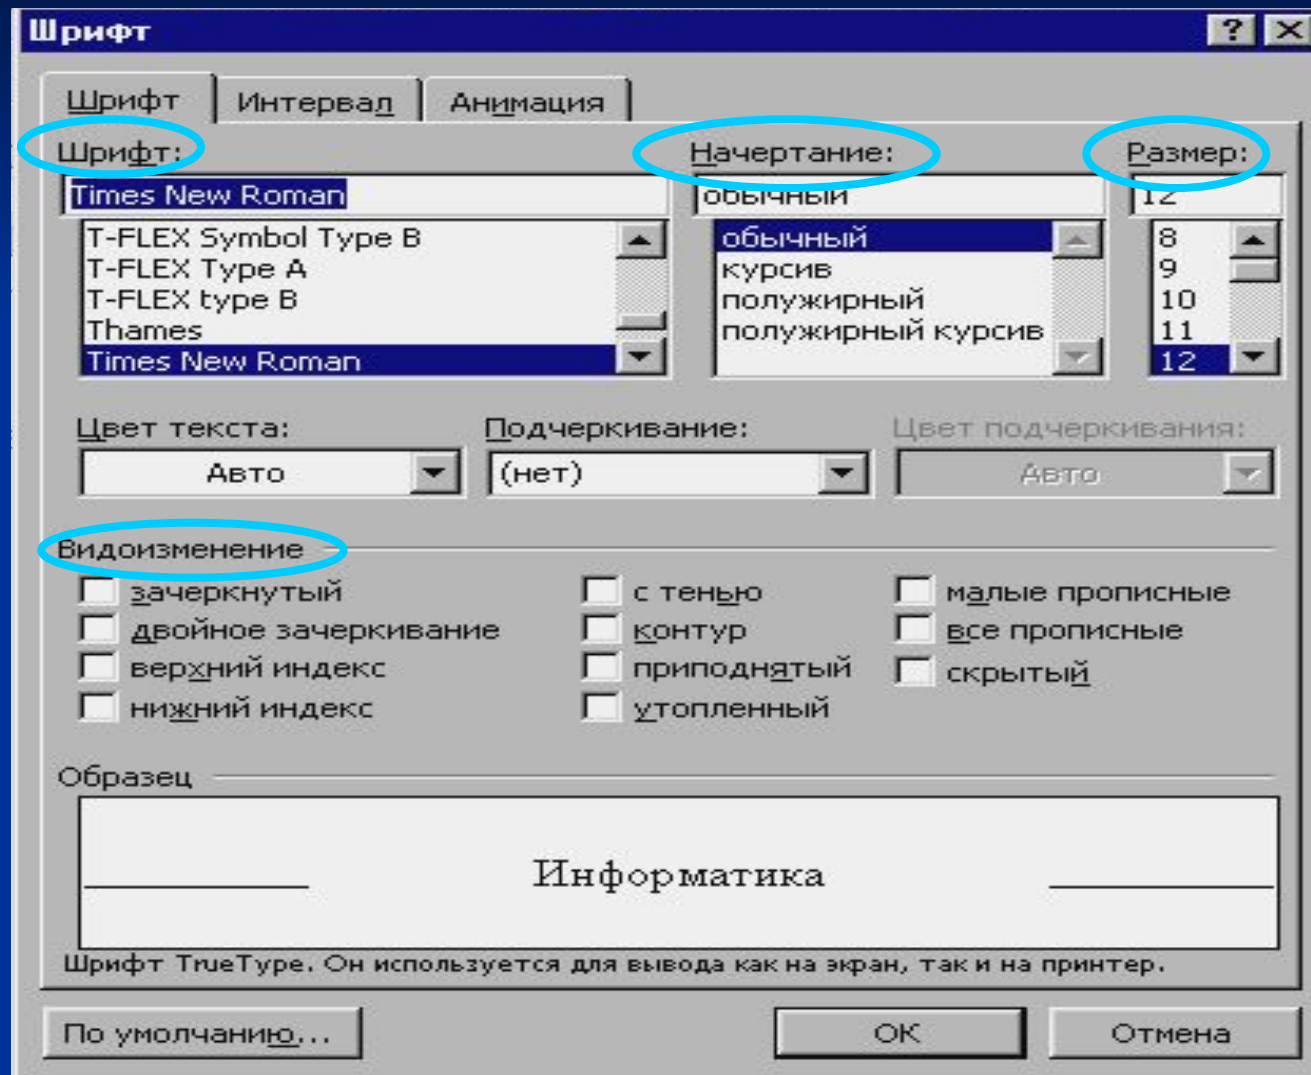 Шрифт
Шрифт Интервал Анимация
Шрифт: Начертание: Размер:
Times New Roman обычный 12
T-FLEX Symbol Type B обычный 8
T-FLEX Type A курсив 9
T-FLEX type B полужирный 10
Thames полужирный курсив 11
Times New Roman 12
Цвет текста: Подчеркивание: Цвет подчеркивания:
Авто (нет) Авто
Видоизменение
зачеркнутый с тенью малые прописные
двойное зачеркивание контур все прописные
верхний индекс приподнятый скрытый
нижний индекс утопленный
Образец
Информатика
Шрифт TrueType. Он используется для вывода как на экран, так и на принтер.
По умолчанию... ОК Отмена